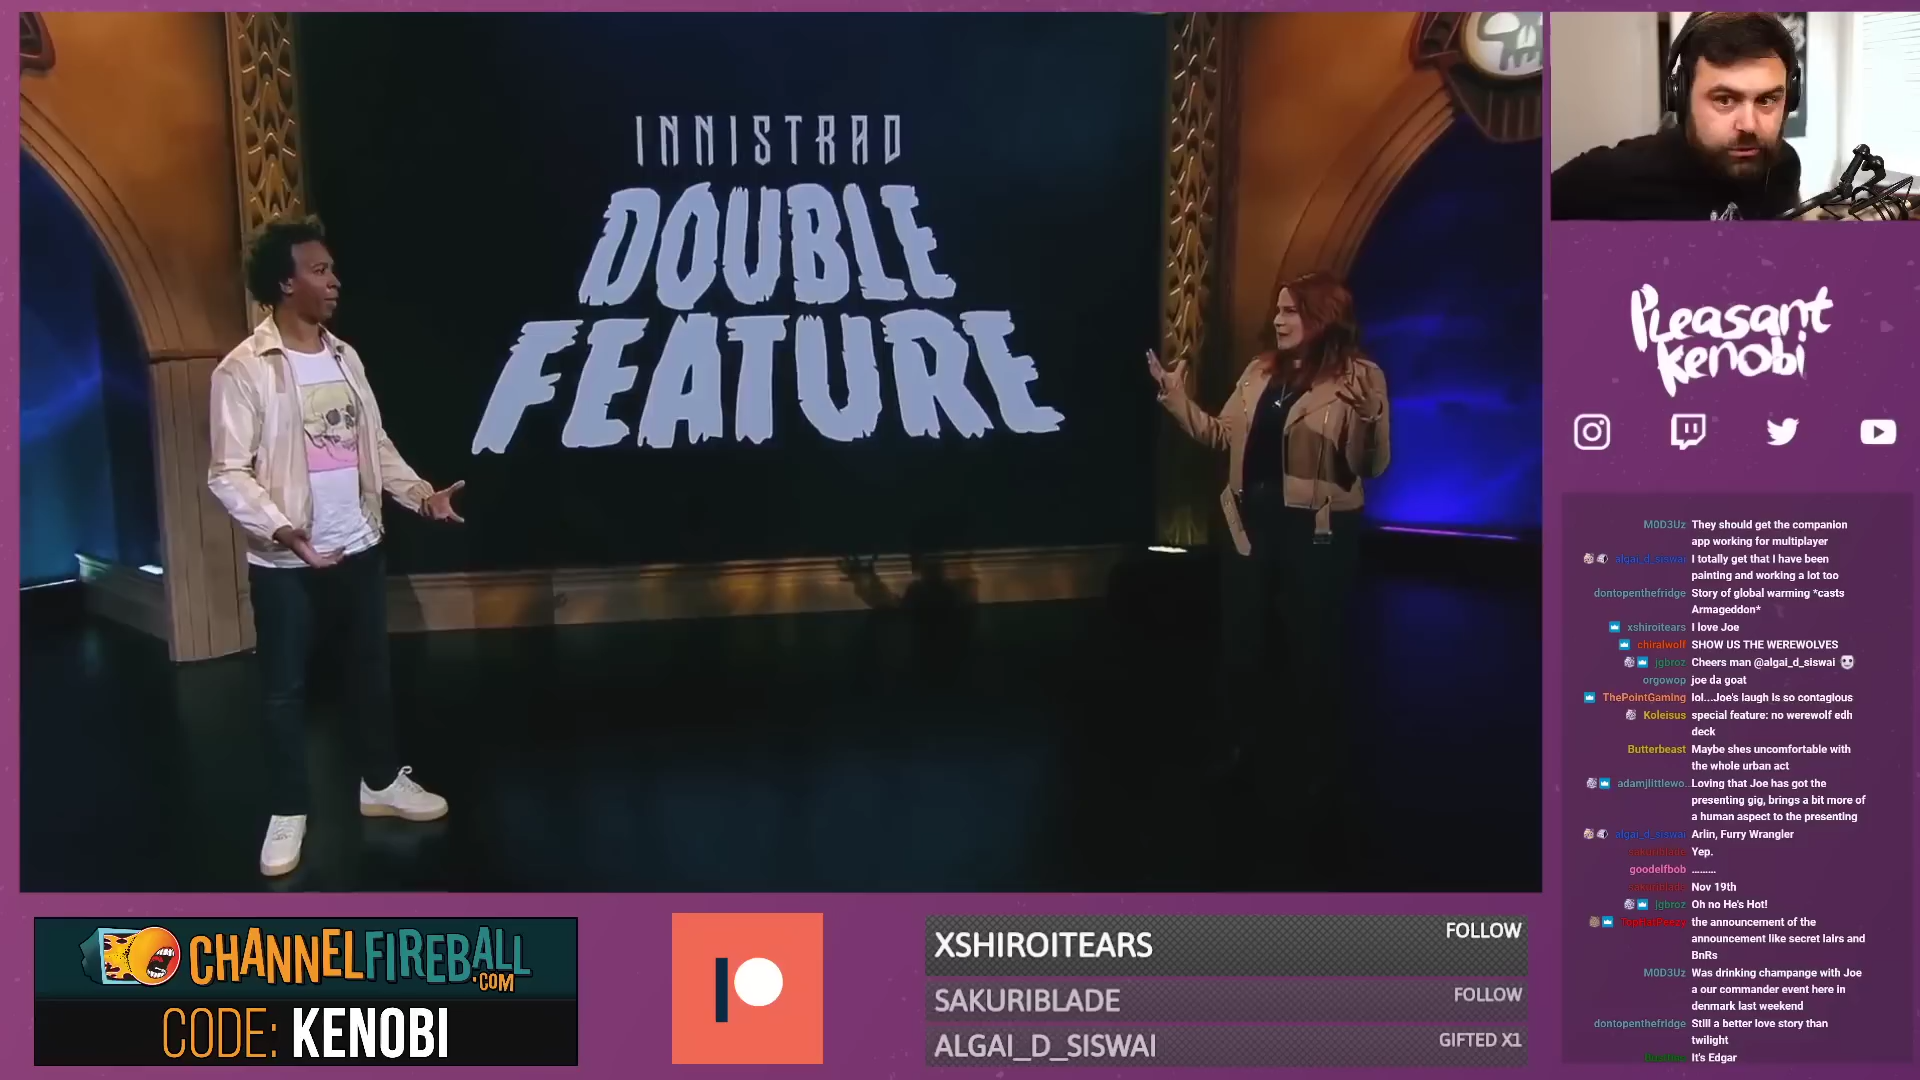 INNISTRAD
DOUBLE
FEATURE
Pleasant
Kenobi
M0D3Uz They should get the companion
app working for multiplayer
algai_d_siswai I totally get that I have been
painting and working a lot too
dontopenthefridge Story of global warming *casts
Armageddon*
xshiroitears I love Joe
chiralwolf SHOW US THE WEREWOLVES
jgbroz Cheers man @algai_d_siswai
orgowop joe da goat
ThePointGaming lol...Joe's laugh is so contagious
Koleisus special feature: no werewolf edh
deck
Butterbeast Maybe shes uncomfortable with
the whole urban act
adamjlittlewo... Loving that Joe has got the
presenting gig, brings a bit more of
a human aspect to the presenting
algai_d_siswai Arlin, Furry Wrangler
sakuriblade Yep.
goodelfbob .........
sakuriblade Nov 19th
jgbroz Oh no He's Hot!
the announcement of the
announcement like secret lairs and
BnRs
M0D3Uz Was drinking champange with Joe
a our commander event here in
denmark last weekend
dontopenthefridge Still a better love story than
twilight
It's Edgar
CHANNELFIREBALL
.COM
CODE: KENOBI
XSHIROITEARS FOLLOW
SAKURIBLADE FOLLOW
ALGAI_D_SISWAI GIFTED X1